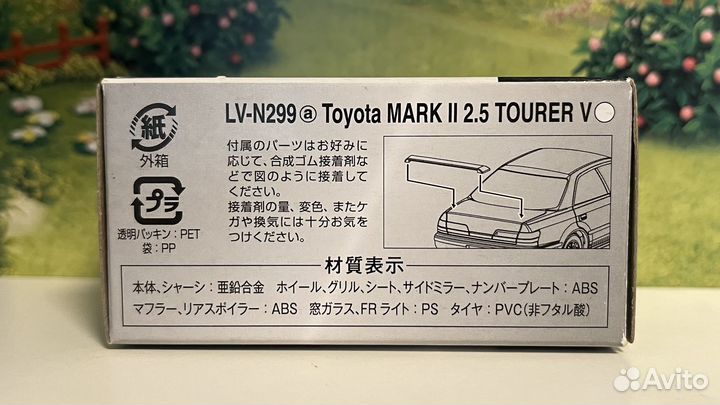 LV-N299 ⓐ Toyota MARK II 2.5 TOURER V
紙
外箱
プラ
透明パッキン：PET
袋：PP
付属のパーツはお好みに
応じて、合成ゴム接着剤な
どで図のように接着して
ください。
接着剤の量、変色、またケ
ガや換気には十分お気を
つけください。
材質表示
本体、シャーシ：亜鉛合金　ホイール、グリル、シート、サイドミラー、ナンバープレート：ABS
マフラー、リアスポイラー：ABS　窓ガラス、FRライト：PS　タイヤ：PVC（非フタル酸）
Avito